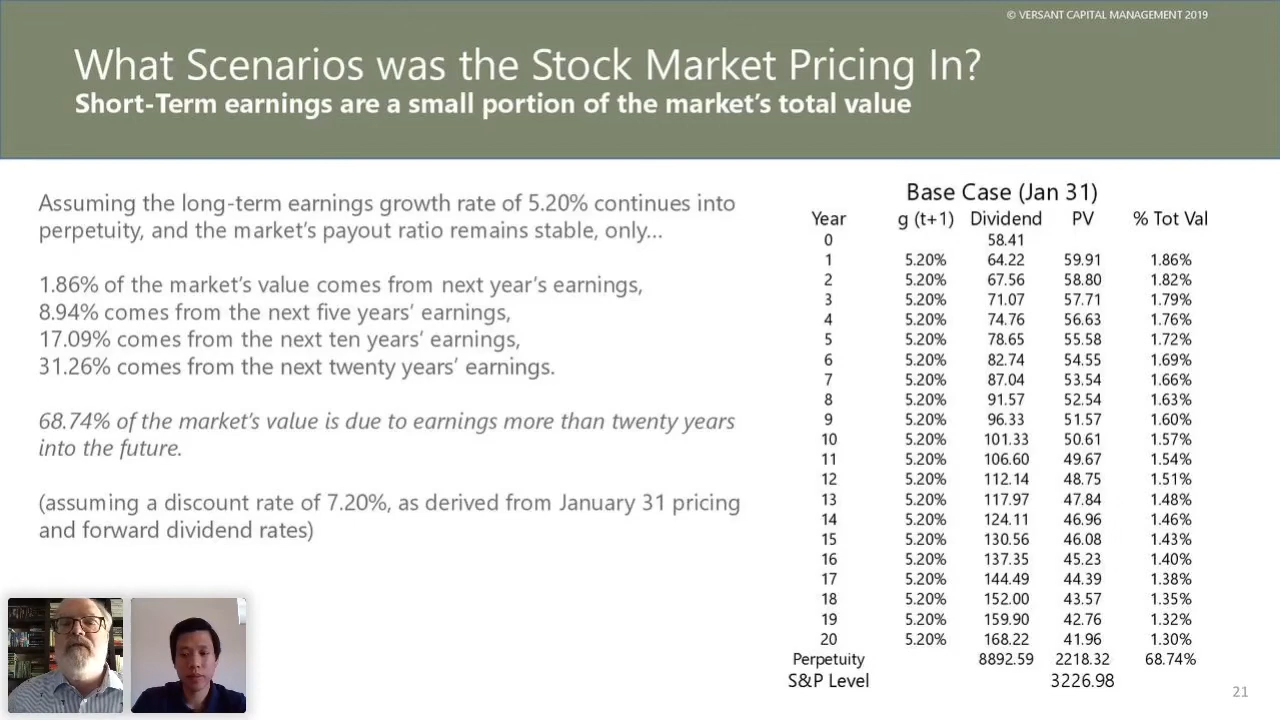 © VERSANT CAPITAL MANAGEMENT 2019
What Scenarios was the Stock Market Pricing In?
Short-Term earnings are a small portion of the market's total value
Assuming the long-term earnings growth rate of 5.20% continues into
perpetuity, and the market's payout ratio remains stable, only…
1.86% of the market's value comes from next year's earnings,
8.94% comes from the next five years' earnings,
17.09% comes from the next ten years' earnings,
31.26% comes from the next twenty years' earnings.
68.74% of the market's value is due to earnings more than twenty years
into the future.
(assuming a discount rate of 7.20%, as derived from January 31 pricing
and forward dividend rates)
Base Case (Jan 31)
Year g (t+1) Dividend PV % Tot Val
0 58.41
1 5.20% 64.22 59.91 1.86%
2 5.20% 67.56 58.80 1.82%
3 5.20% 71.07 57.71 1.79%
4 5.20% 74.76 56.63 1.76%
5 5.20% 78.65 55.58 1.72%
6 5.20% 82.74 54.55 1.69%
7 5.20% 87.04 53.54 1.66%
8 5.20% 91.57 52.54 1.63%
9 5.20% 96.33 51.57 1.60%
10 5.20% 101.33 50.61 1.57%
11 5.20% 106.60 49.67 1.54%
12 5.20% 112.14 48.75 1.51%
13 5.20% 117.97 47.84 1.48%
14 5.20% 124.11 46.96 1.46%
15 5.20% 130.56 46.08 1.43%
16 5.20% 137.35 45.23 1.40%
17 5.20% 144.49 44.39 1.38%
18 5.20% 152.00 43.57 1.35%
19 5.20% 159.90 42.76 1.32%
20 5.20% 168.22 41.96 1.30%
Perpetuity 8892.59 2218.32 68.74%
S&P Level 3226.98
21